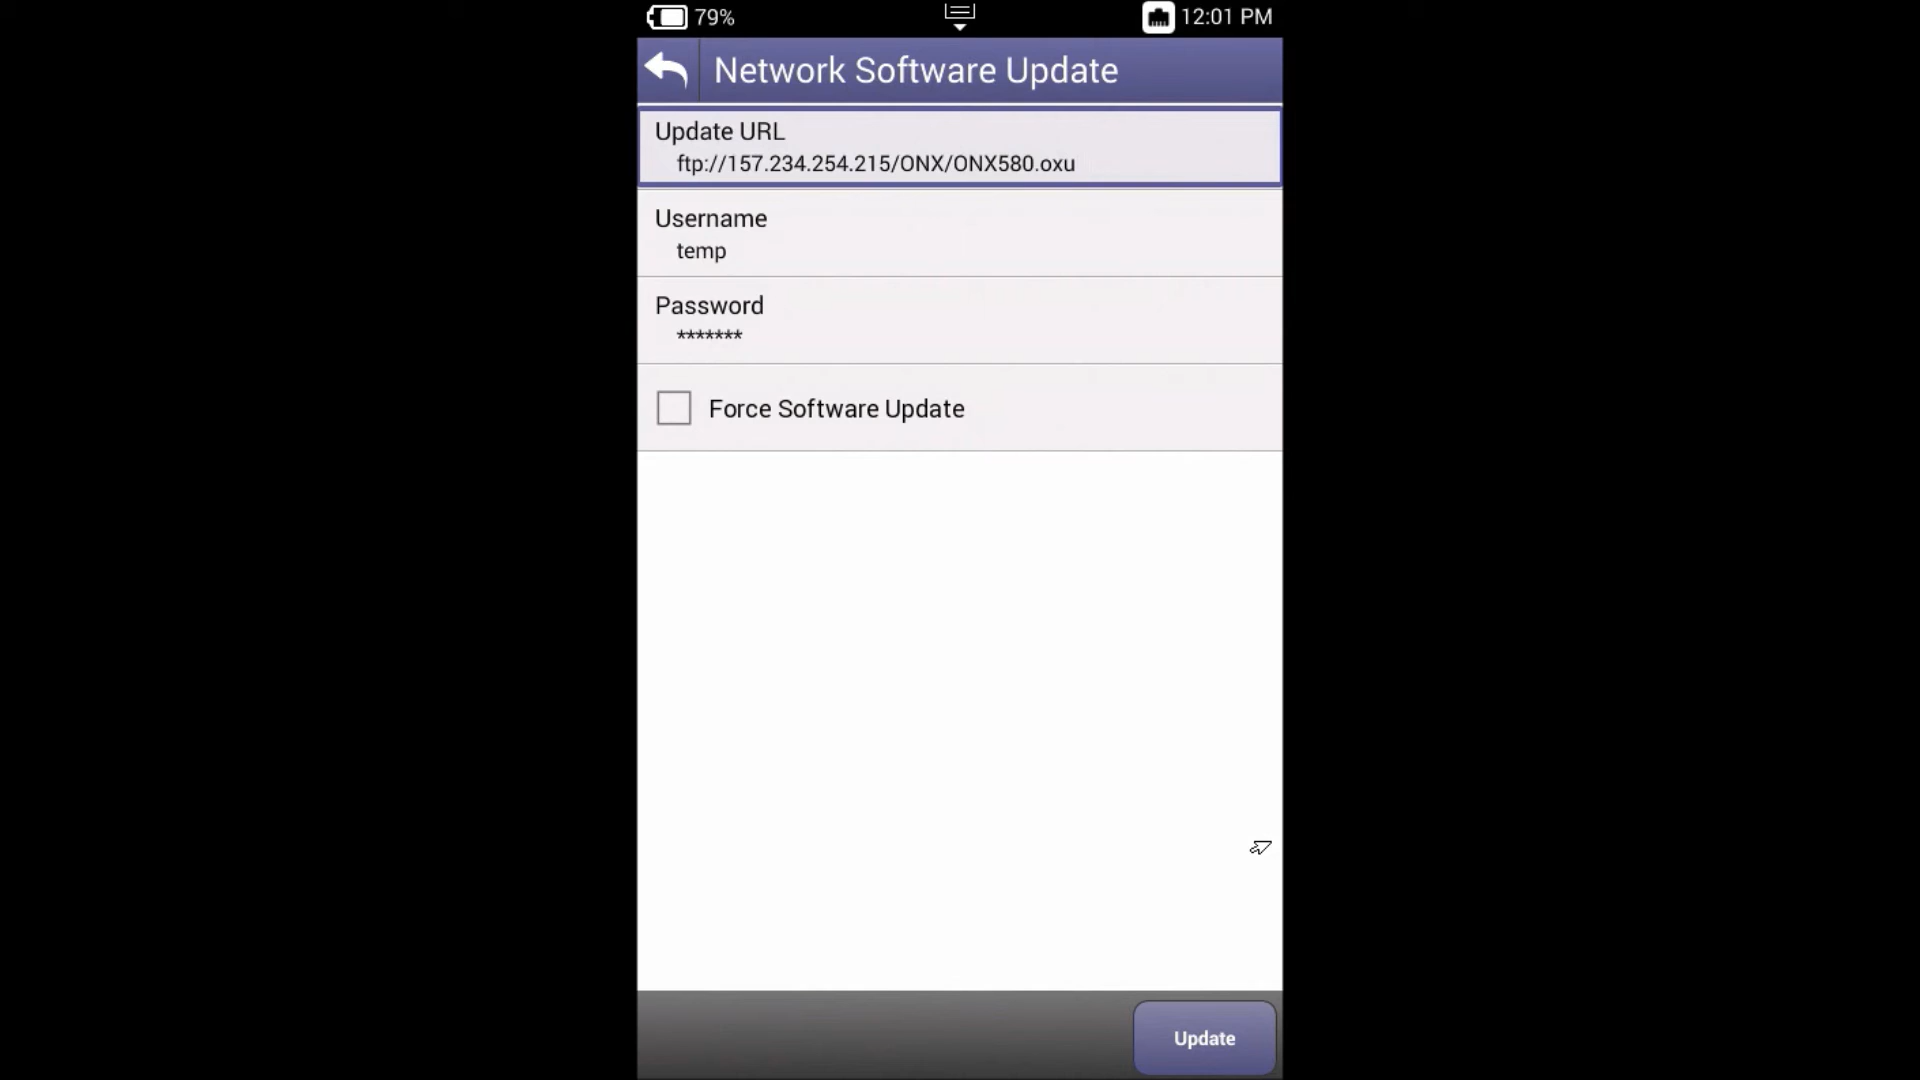 79%
12:01 PM
Network Software Update
Update URL
ftp://157.234.254.215/ONX/ONX580.oxu
Username
temp
Password
*******
Force Software Update
Update